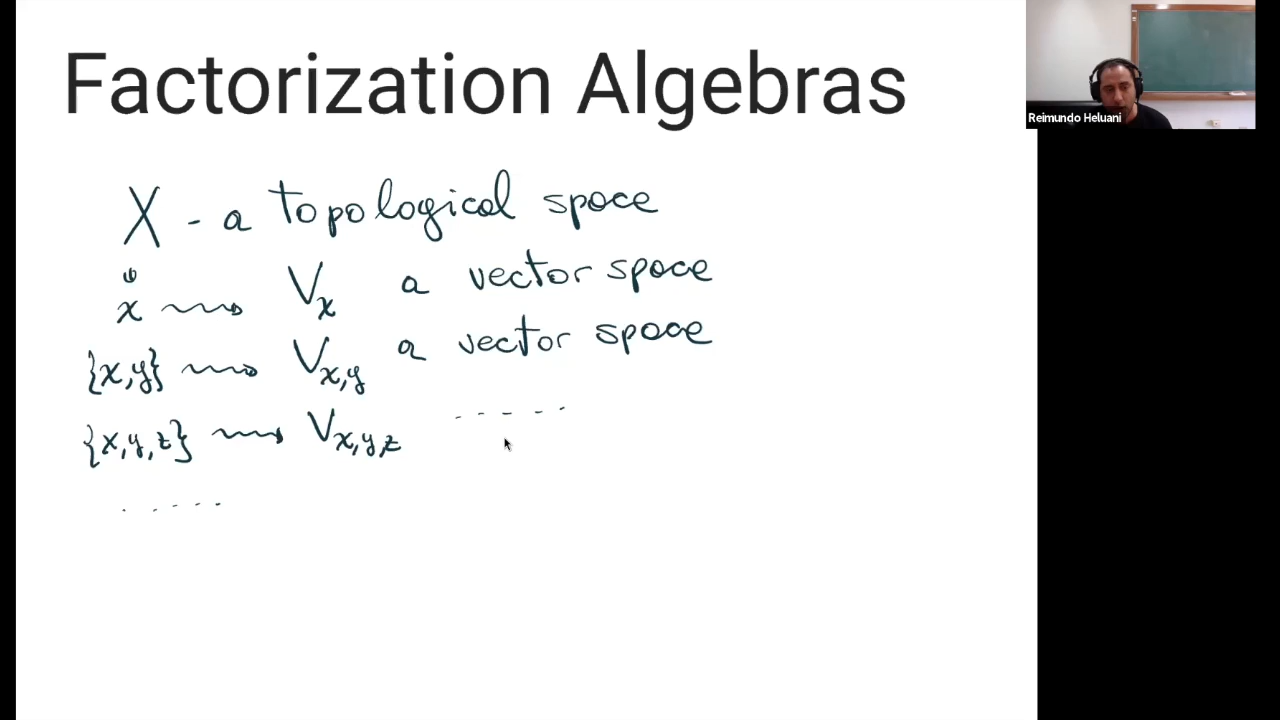 Factorization Algebras
Reimundo Heluani
X - a topological space
x ⇝ V_x a vector space
{x,y} ⇝ V_{x,y} a vector space
{x,y,z} ⇝ V_{x,y,z} - - - - -
. . . . .